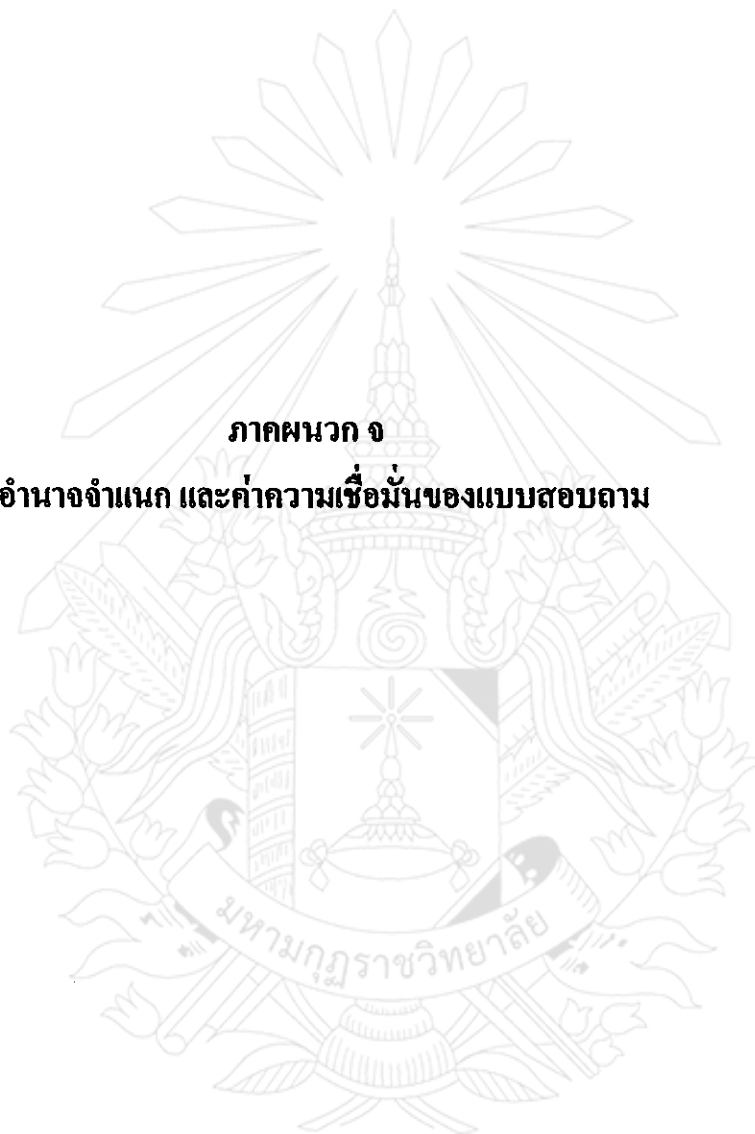 ภาคผนวก จ
อำนาจจำแนก และค่าความเชื่อมั่นของแบบสอบถาม
มหามกุฏราชวิทยาลัย